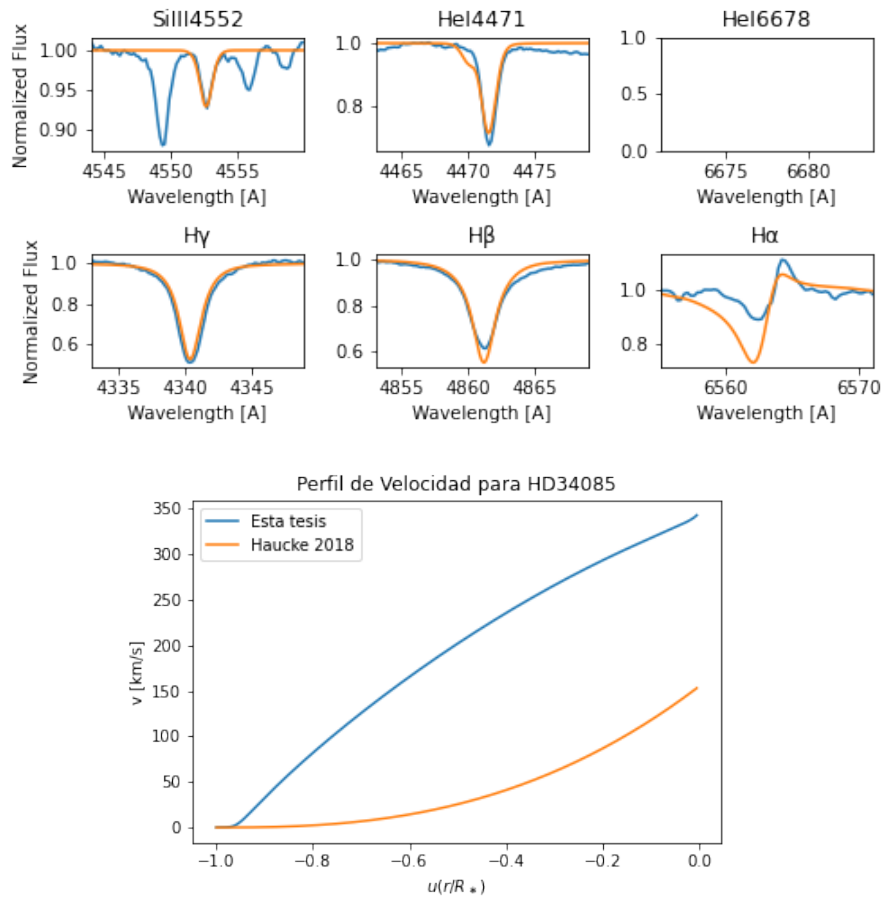 SiIII4552
HeI4471
HeI6678
Normalized Flux
1.00
0.95
0.90
4545 4550 4555
Wavelength [A]
1.0
0.8
4465 4470 4475
Wavelength [A]
1.0
0.5
0.0
6675 6680
Wavelength [A]
Hγ
Hβ
Hα
Normalized Flux
1.0
0.8
0.6
4335 4340 4345
Wavelength [A]
1.0
0.8
0.6
4855 4860 4865
Wavelength [A]
1.0
0.8
6560 6570
Wavelength [A]
Perfil de Velocidad para HD34085
Esta tesis
Haucke 2018
v [km/s]
350
300
250
200
150
100
50
0
−1.0 −0.8 −0.6 −0.4 −0.2 0.0
u(r/R∗)